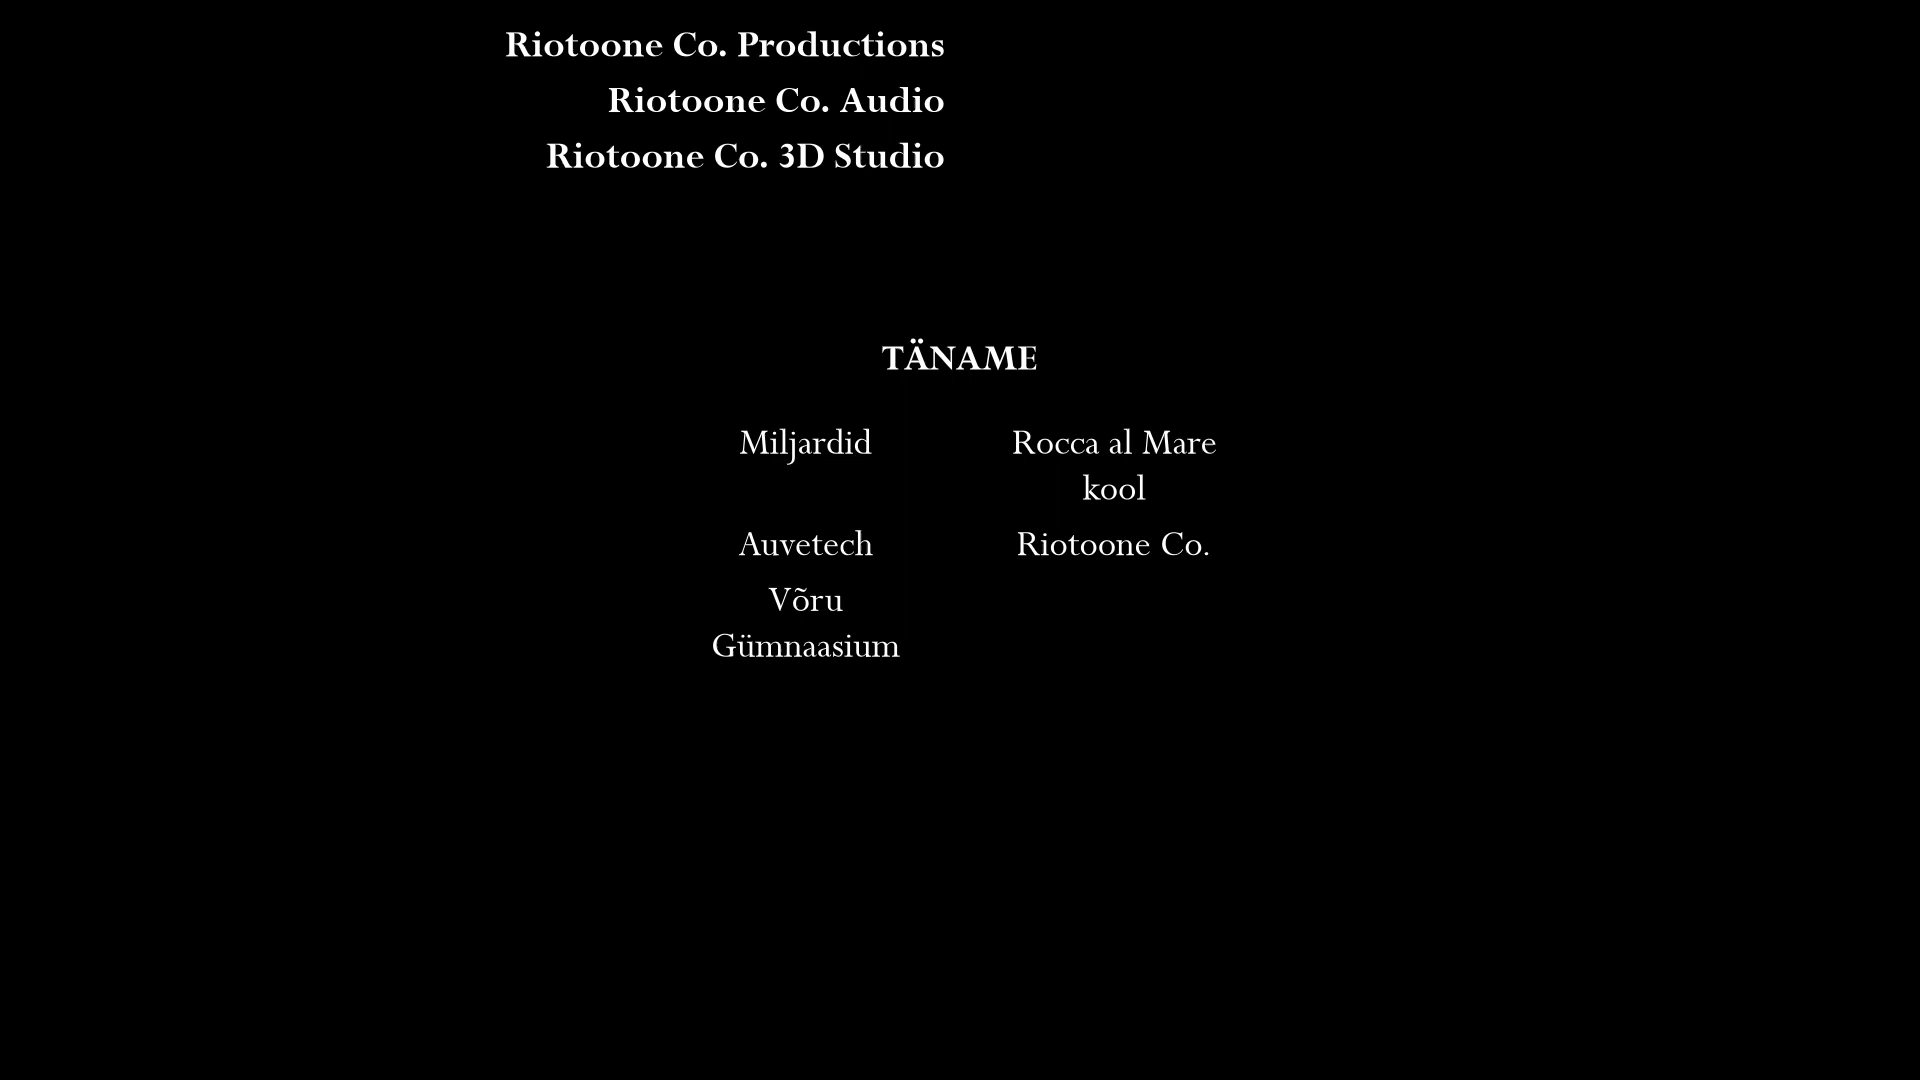 Riotoone Co. Productions
Riotoone Co. Audio
Riotoone Co. 3D Studio
TÄNAME
Miljardid
Rocca al Mare
kool
Auvetech
Riotoone Co.
Võru
Gümnaasium